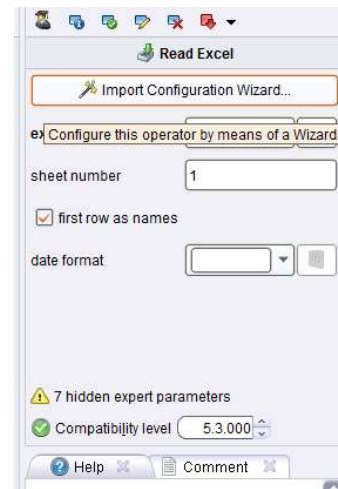 Read Excel
Import Configuration Wizard...
ex
Configure this operator by means of a Wizard
sheet number
1
first row as names
date format
7 hidden expert parameters
Compatibility level
5.3.000
Help
Comment